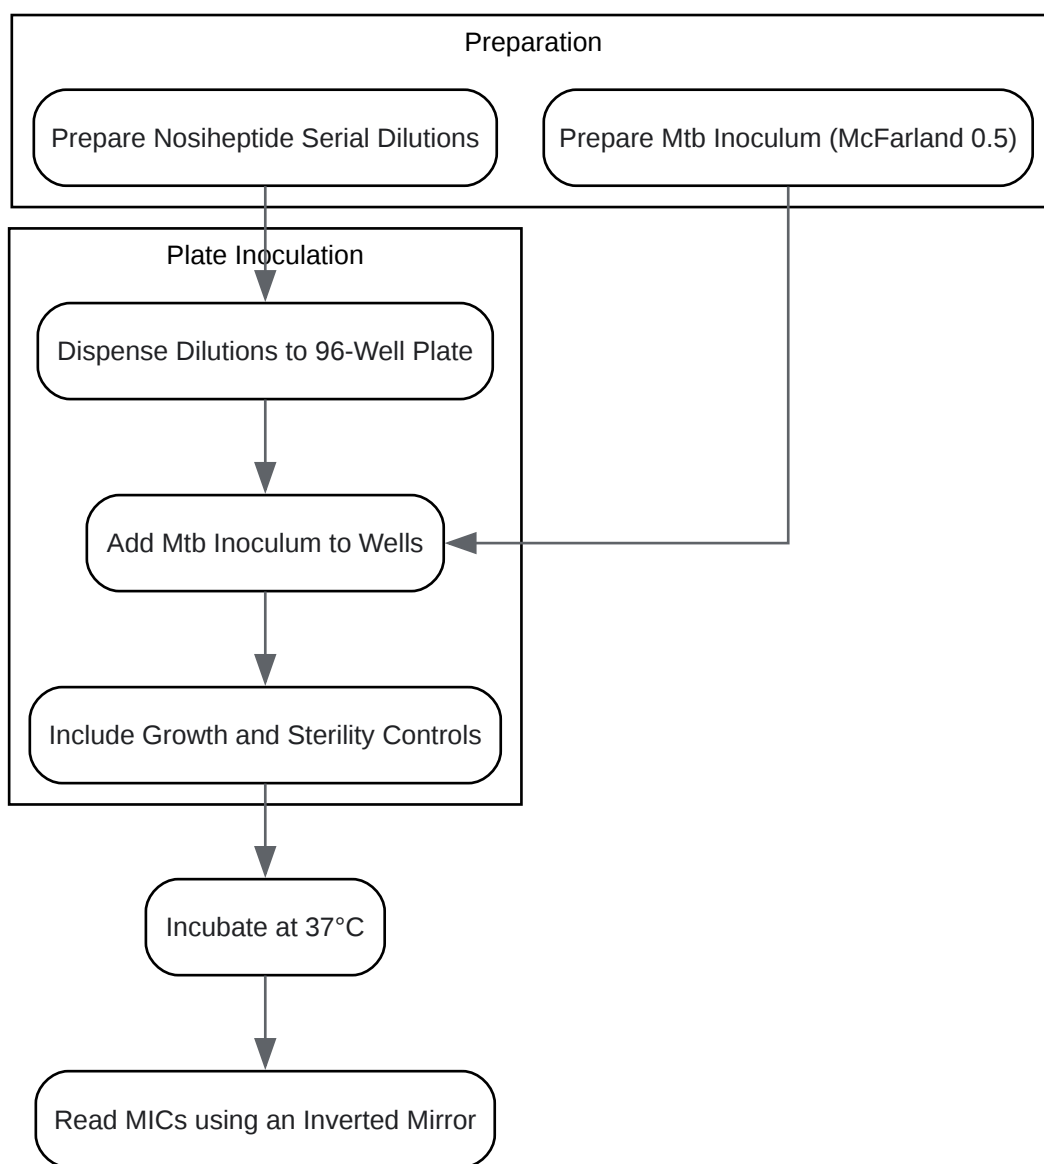 Preparation
Prepare Nosiheptide Serial Dilutions
Prepare Mtb Inoculum (McFarland 0.5)
Plate Inoculation
Dispense Dilutions to 96-Well Plate
Add Mtb Inoculum to Wells
Include Growth and Sterility Controls
Incubate at 37°C
Read MICs using an Inverted Mirror